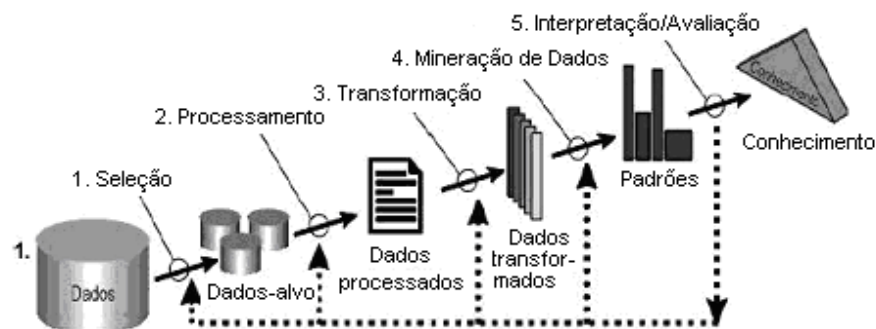 5. Interpretação/Avaliação
4. Mineração de Dados
3. Transformação
2. Processamento
1. Seleção
1.
Dados
Dados-alvo
Dados
processados
Dados
transfor-
mados
Padrões
Conhecimento
Conhecimento